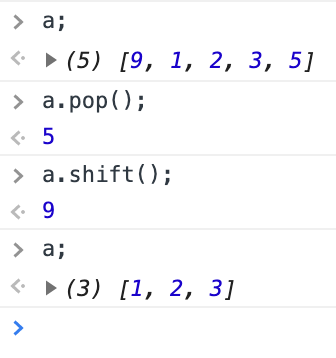 > a;
<· ▶ (5) [9, 1, 2, 3, 5]
> a.pop();
<· 5
> a.shift();
<· 9
> a;
<· ▶ (3) [1, 2, 3]
>